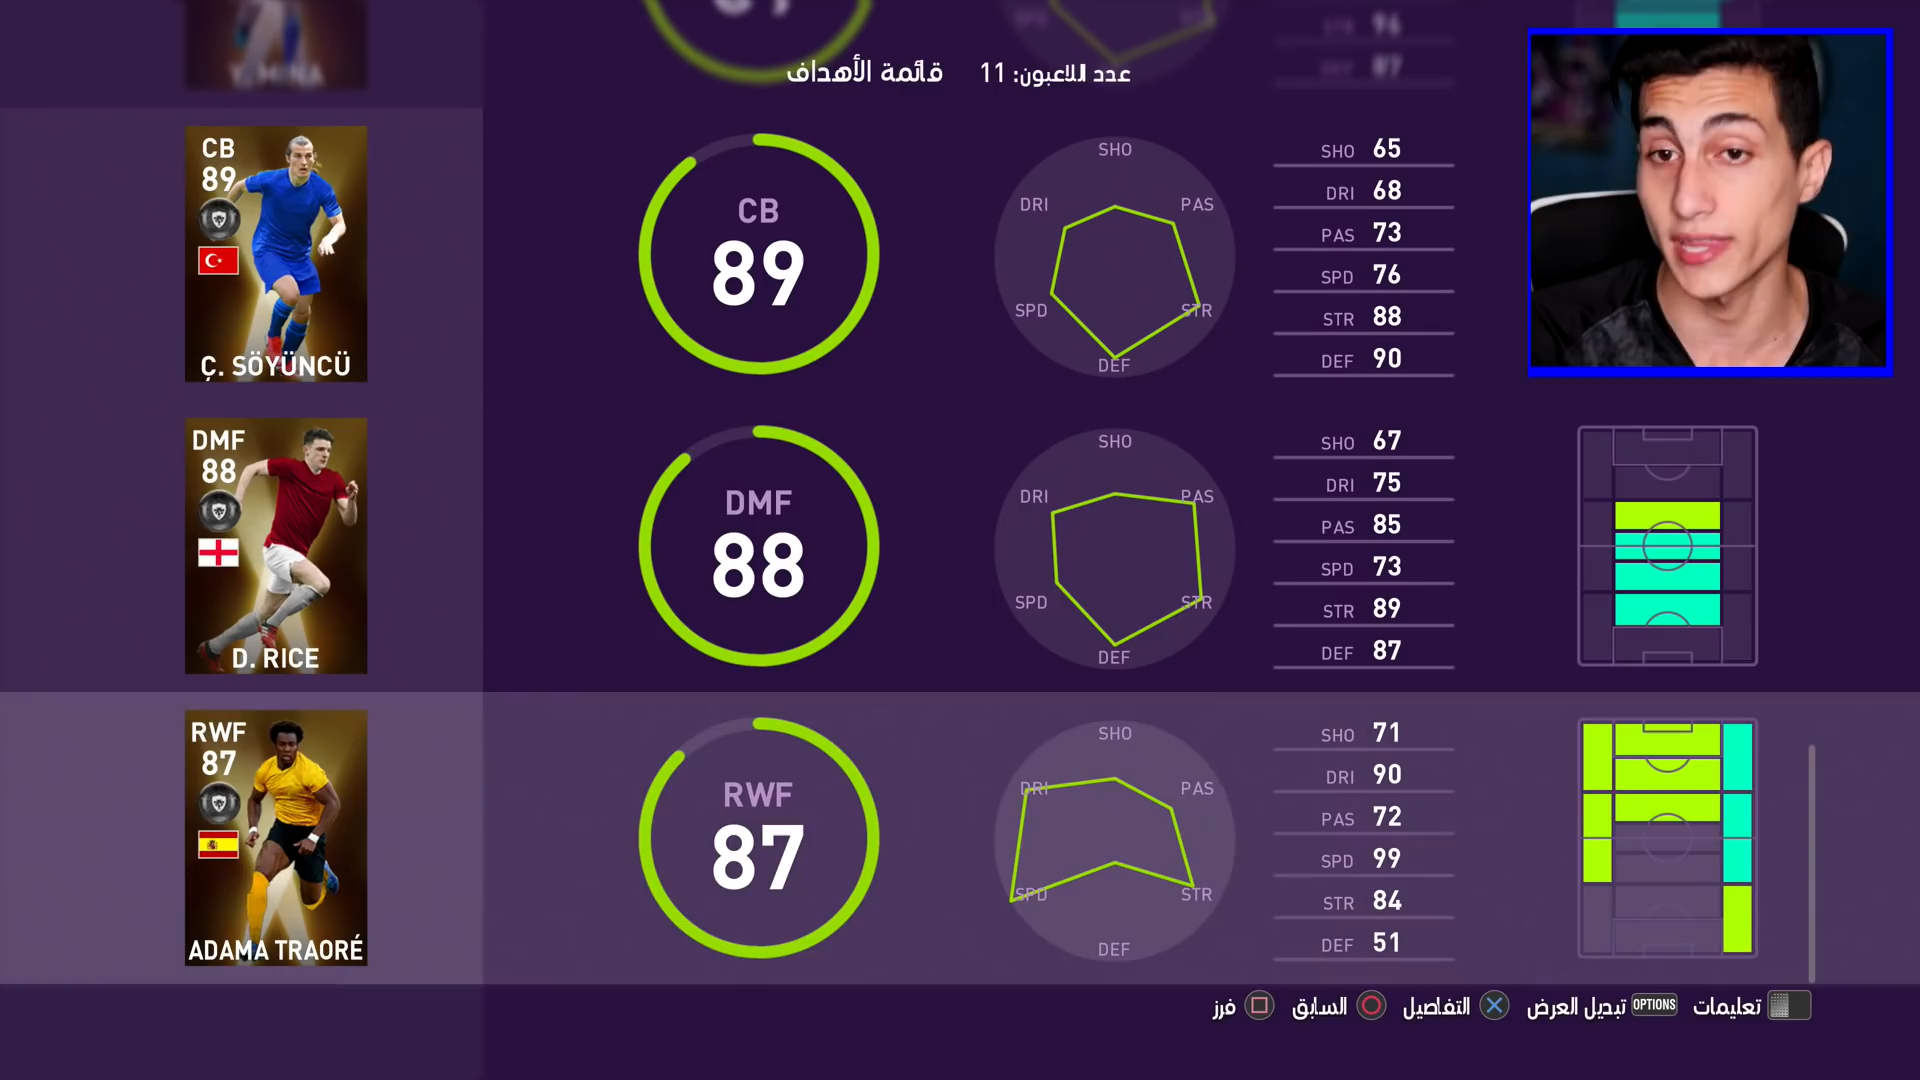 Y. MINA
96
87
قائمة الأهداف
عدد اللاعبون: 11
CB
89
Ç. SÖYÜNCÜ
CB
89
SHO
DRI
PAS
SPD
STR
DEF
SHO 65
DRI 68
PAS 73
SPD 76
STR 88
DEF 90
DMF
88
D. RICE
DMF
88
SHO
DRI
PAS
SPD
STR
DEF
SHO 67
DRI 75
PAS 85
SPD 73
STR 89
DEF 87
RWF
87
ADAMA TRAORÉ
RWF
87
SHO
DRI
PAS
SPD
STR
DEF
SHO 71
DRI 90
PAS 72
SPD 99
STR 84
DEF 51
تعليمات OPTIONS تبديل العرض التفاصيل السابق فرز